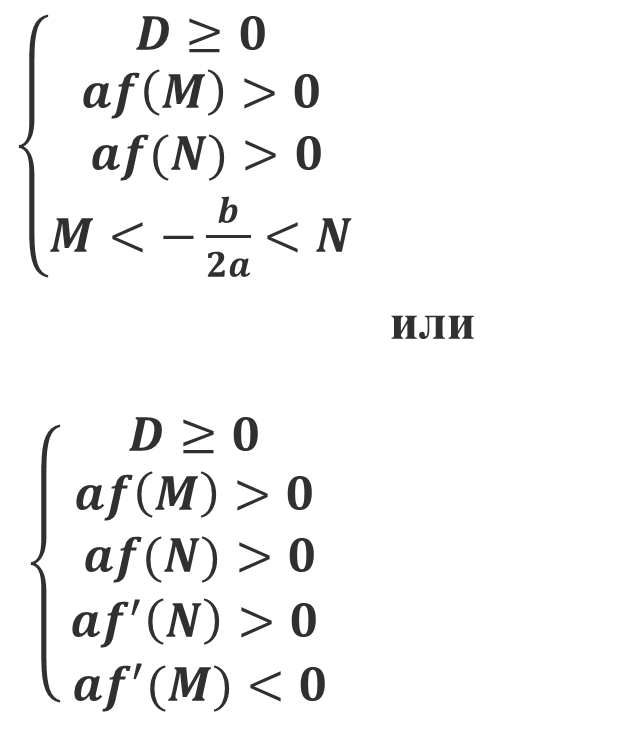 D ≥ 0
af(M) > 0
af(N) > 0
M < − b/2a < N
или
D ≥ 0
af(M) > 0
af(N) > 0
af′(N) > 0
af′(M) < 0